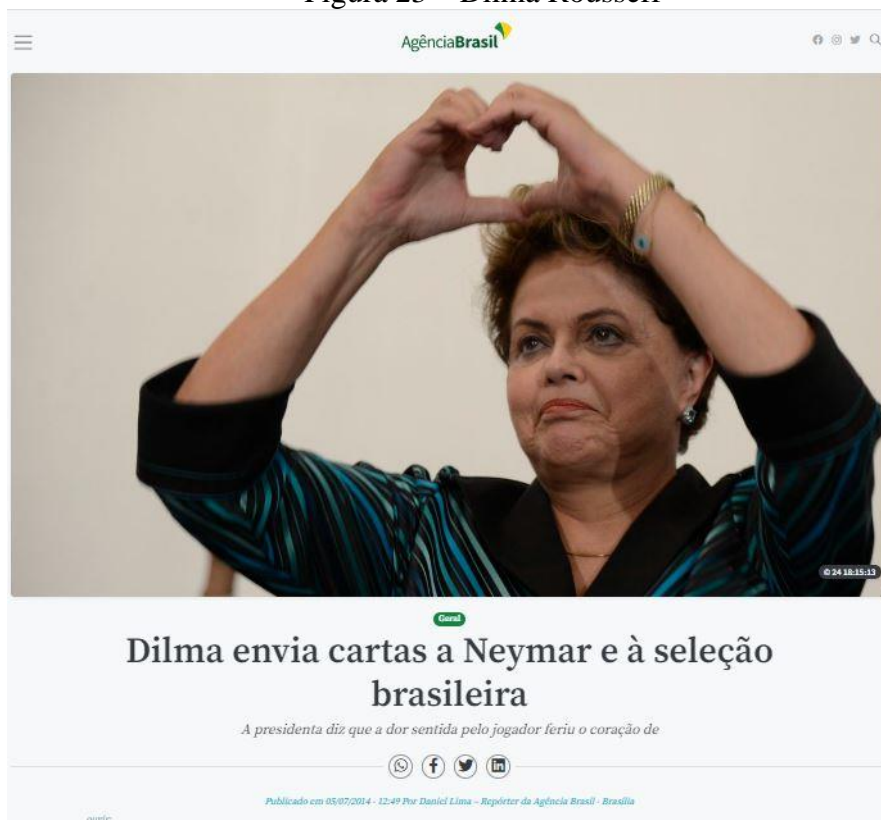 Figura 23 – Dilma Rousseff
AgênciaBrasil
© 24 18:15:13
Geral
Dilma envia cartas a Neymar e à seleção
brasileira
A presidenta diz que a dor sentida pelo jogador feriu o coração de
Publicado em 05/07/2014 - 12:49 Por Daniel Lima – Repórter da Agência Brasil - Brasília
ouvir: